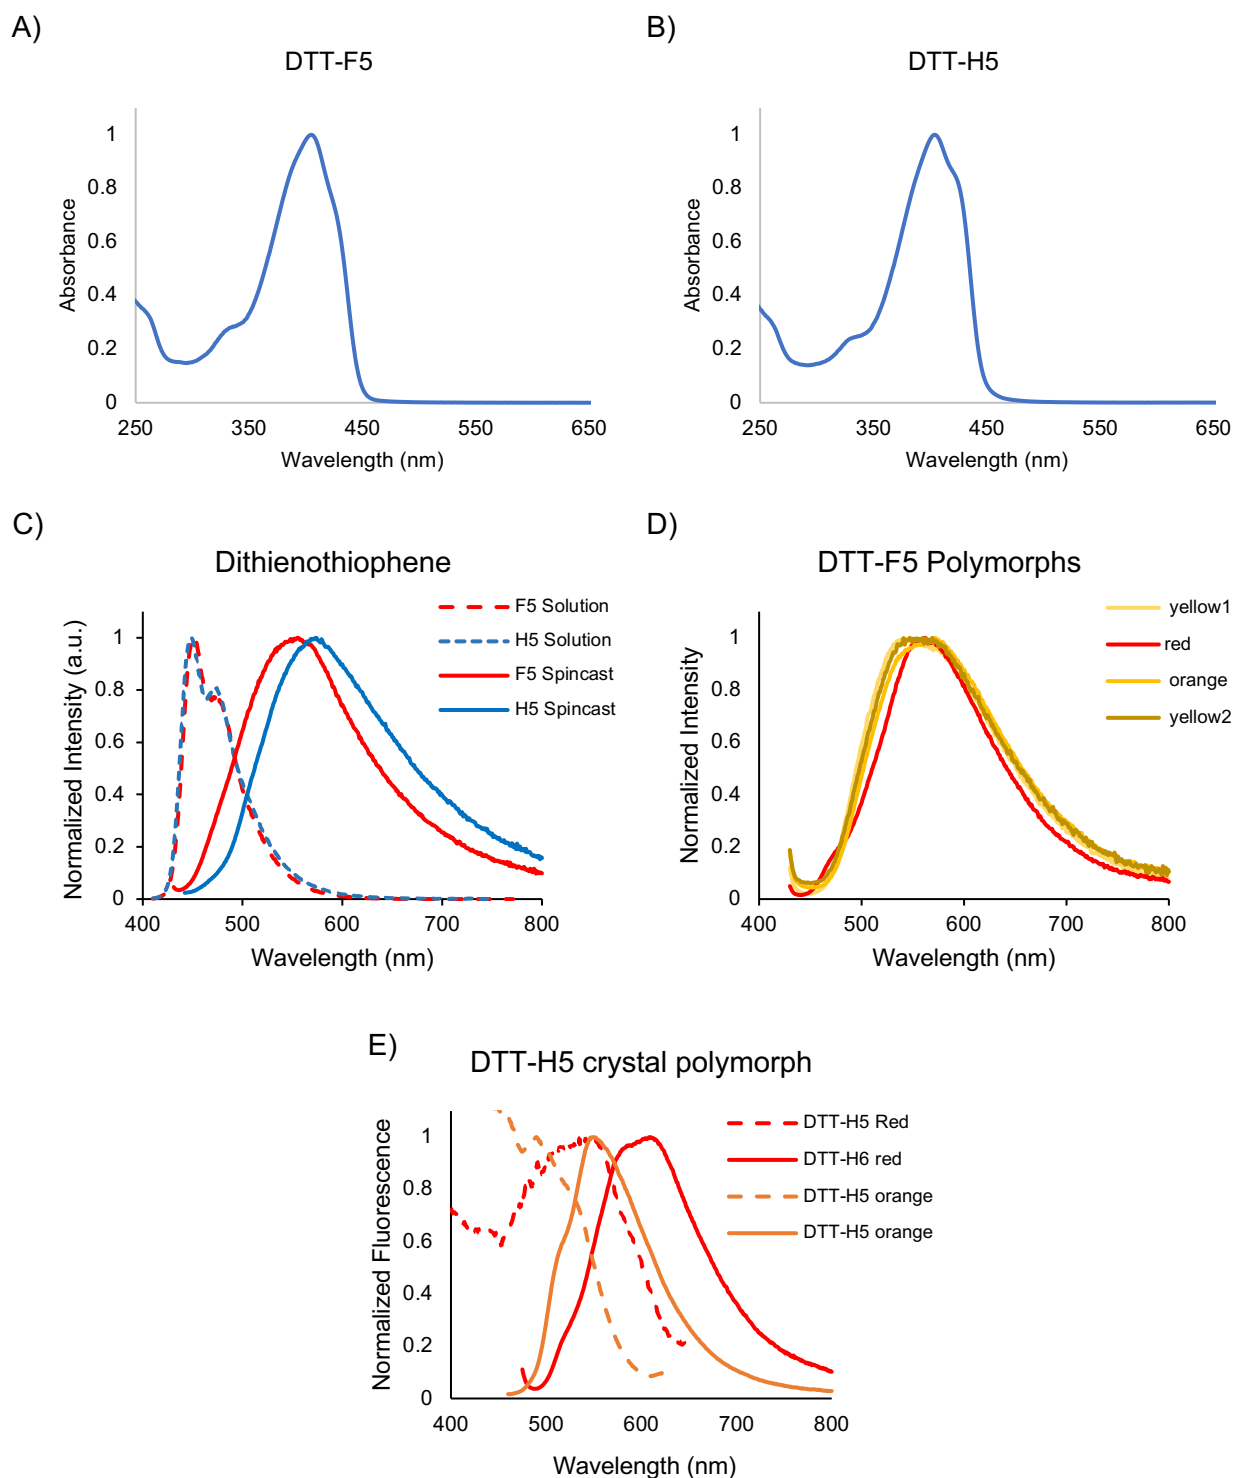 A)
DTT-F5
Absorbance
1
0.8
0.6
0.4
0.2
0
250
350
450
550
650
Wavelength (nm)
B)
DTT-H5
Absorbance
1
0.8
0.6
0.4
0.2
0
250
350
450
550
650
Wavelength (nm)
C)
Dithienothiophene
Normalized Intensity (a.u.)
1
0.8
0.6
0.4
0.2
0
400
500
600
700
800
Wavelength (nm)
F5 Solution
H5 Solution
F5 Spincast
H5 Spincast
D)
DTT-F5 Polymorphs
Normalized Intensity
1
0.8
0.6
0.4
0.2
0
400
500
600
700
800
Wavelength (nm)
yellow1
red
orange
yellow2
E)
DTT-H5 crystal polymorph
Normalized Fluorescence
1
0.8
0.6
0.4
0.2
0
400
500
600
700
800
Wavelength (nm)
DTT-H5 Red
DTT-H6 red
DTT-H5 orange
DTT-H5 orange